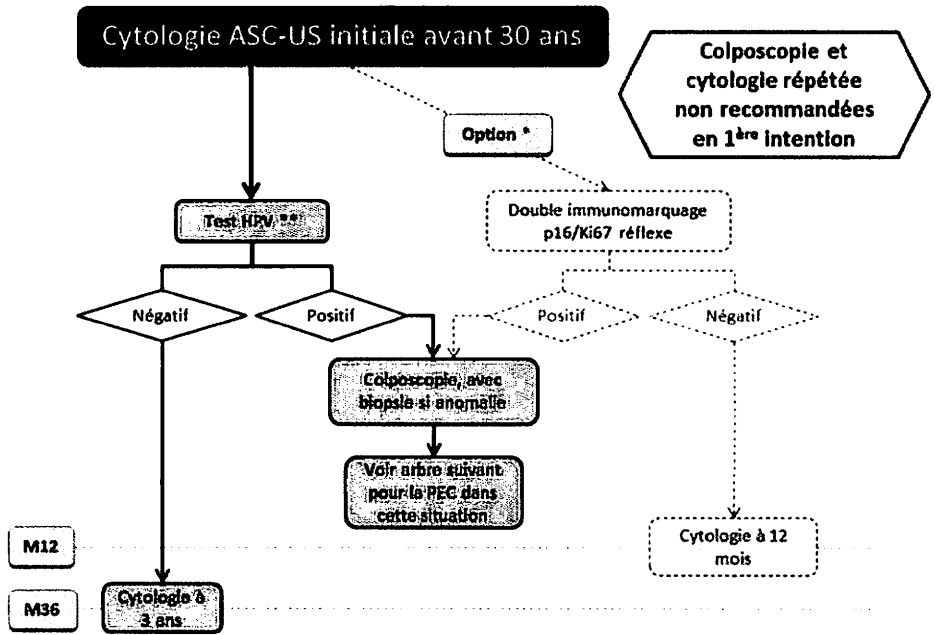 Cytologie ASC-US initiale avant 30 ans
Colposcopie et
cytologie répétée
non recommandées
en 1ère intention
Option *
Test HPV **
Double immunomarquage
p16/Ki67 réflexe
Négatif
Positif
Positif
Négatif
Colposcopie, avec
biopsie si anomalie
Voir arbre suivant
pour la PEC dans
cette situation
M12
Cytologie à 12
mois
M36
Cytologie à
3 ans